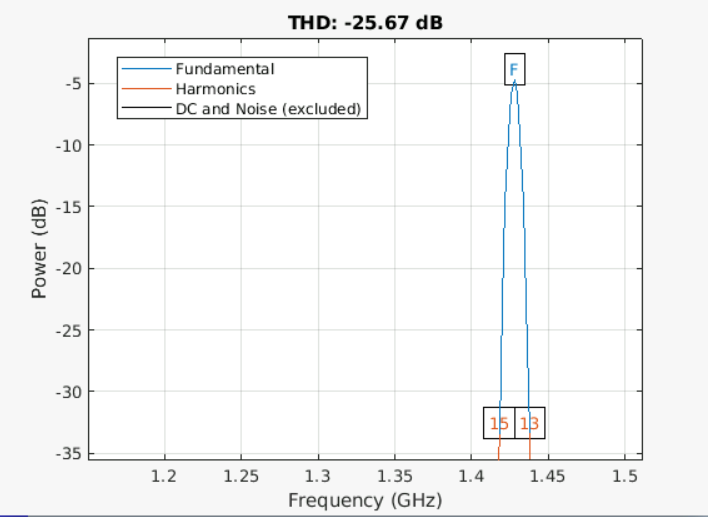 THD: -25.67 dB
Fundamental
Harmonics
DC and Noise (excluded)
F
-5
-10
-15
-20
-25
-30
-35
Power (dB)
15 13
1.2 1.25 1.3 1.35 1.4 1.45 1.5
Frequency (GHz)